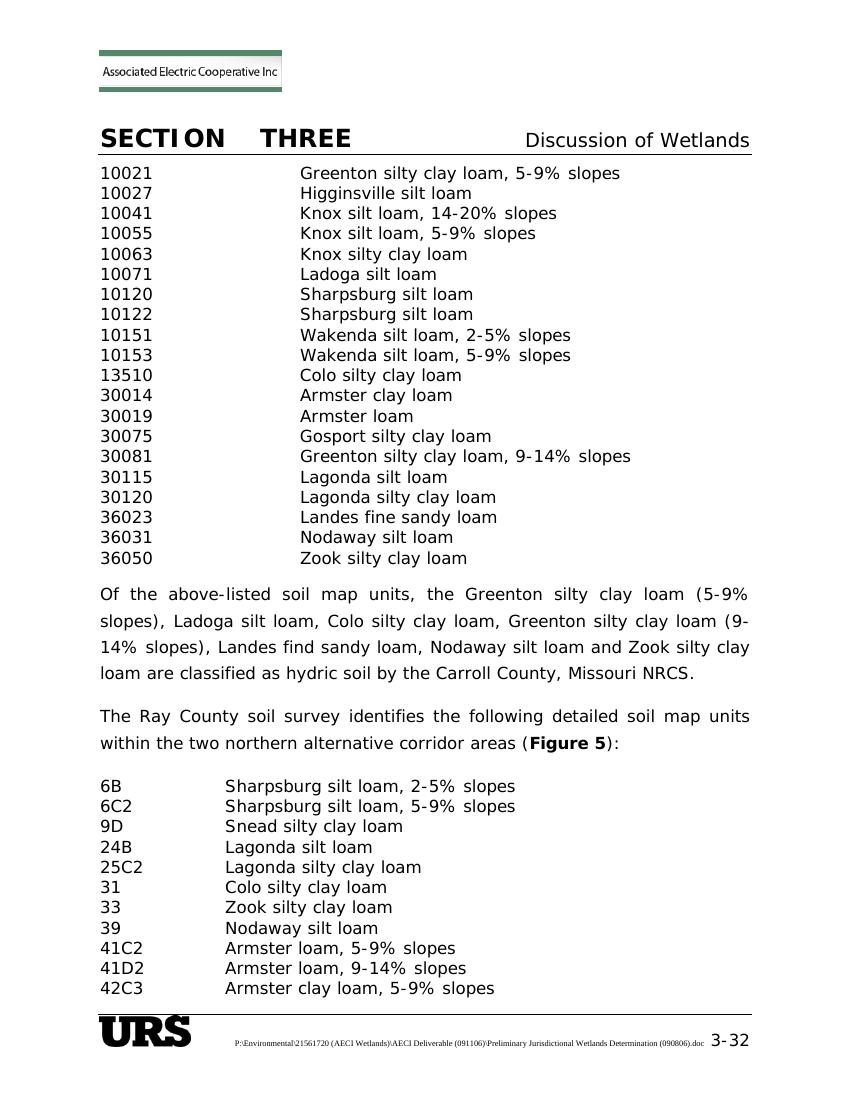 Associated Electric Cooperative Inc
SECTION THREE Discussion of Wetlands
10021 Greenton silty clay loam, 5-9% slopes
10027 Higginsville silt loam
10041 Knox silt loam, 14-20% slopes
10055 Knox silt loam, 5-9% slopes
10063 Knox silty clay loam
10071 Ladoga silt loam
10120 Sharpsburg silt loam
10122 Sharpsburg silt loam
10151 Wakenda silt loam, 2-5% slopes
10153 Wakenda silt loam, 5-9% slopes
13510 Colo silty clay loam
30014 Armster clay loam
30019 Armster loam
30075 Gosport silty clay loam
30081 Greenton silty clay loam, 9-14% slopes
30115 Lagonda silt loam
30120 Lagonda silty clay loam
36023 Landes fine sandy loam
36031 Nodaway silt loam
36050 Zook silty clay loam
Of the above-listed soil map units, the Greenton silty clay loam (5-9%
slopes), Ladoga silt loam, Colo silty clay loam, Greenton silty clay loam (9-
14% slopes), Landes find sandy loam, Nodaway silt loam and Zook silty clay
loam are classified as hydric soil by the Carroll County, Missouri NRCS.
The Ray County soil survey identifies the following detailed soil map units
within the two northern alternative corridor areas (Figure 5):
6B Sharpsburg silt loam, 2-5% slopes
6C2 Sharpsburg silt loam, 5-9% slopes
9D Snead silty clay loam
24B Lagonda silt loam
25C2 Lagonda silty clay loam
31 Colo silty clay loam
33 Zook silty clay loam
39 Nodaway silt loam
41C2 Armster loam, 5-9% slopes
41D2 Armster loam, 9-14% slopes
42C3 Armster clay loam, 5-9% slopes
URS P:\Environmental\21561720 (AECI Wetlands)\AECI Deliverable (091106)\Preliminary Jurisdictional Wetlands Determination (090806).doc 3-32